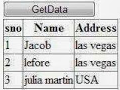 GetData
sno Name Address
1 Jacob las vegas
2 lefore las vegas
3 julia martin USA